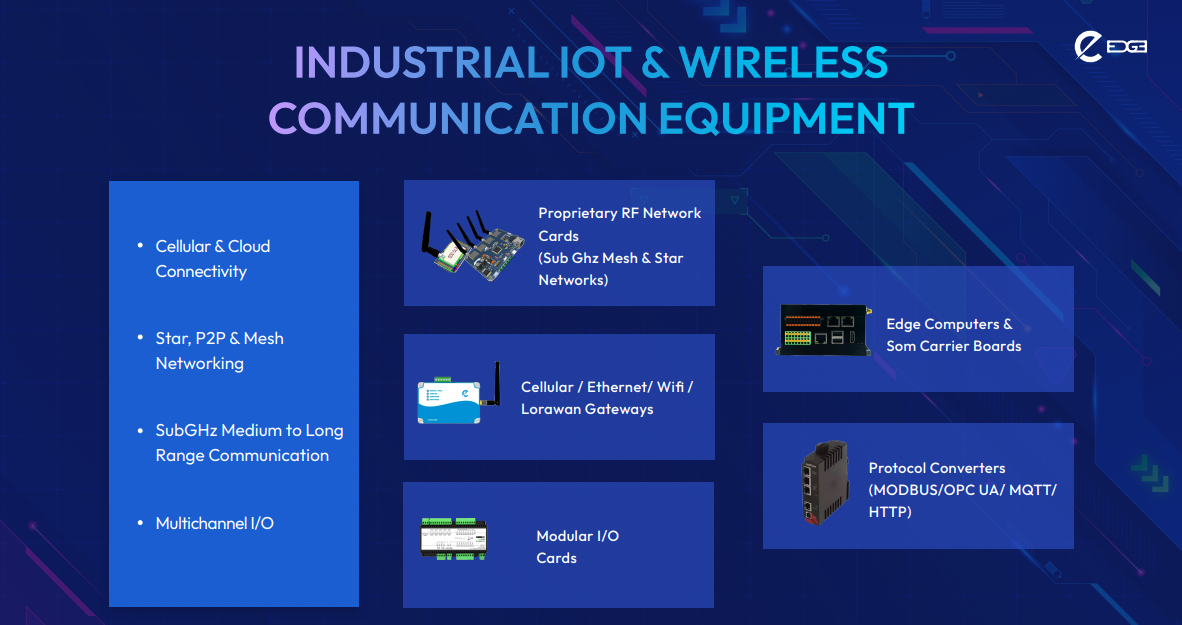 INDUSTRIAL IOT & WIRELESS
COMMUNICATION EQUIPMENT
EDGE
• Cellular & Cloud
Connectivity
• Star, P2P & Mesh
Networking
• SubGHz Medium to Long
Range Communication
• Multichannel I/O
Proprietary RF Network
Cards
(Sub Ghz Mesh & Star
Networks)
Cellular / Ethernet/ Wifi /
Lorawan Gateways
Modular I/O
Cards
Edge Computers &
Som Carrier Boards
Protocol Converters
(MODBUS/OPC UA/ MQTT/
HTTP)